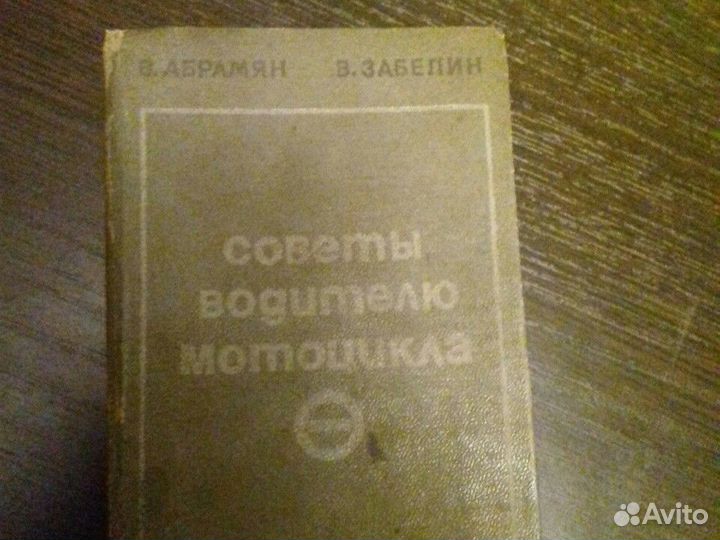 В. АБРАМЯН В. ЗАБЕЛИН
советы
водителю
мотоцикла
Avito